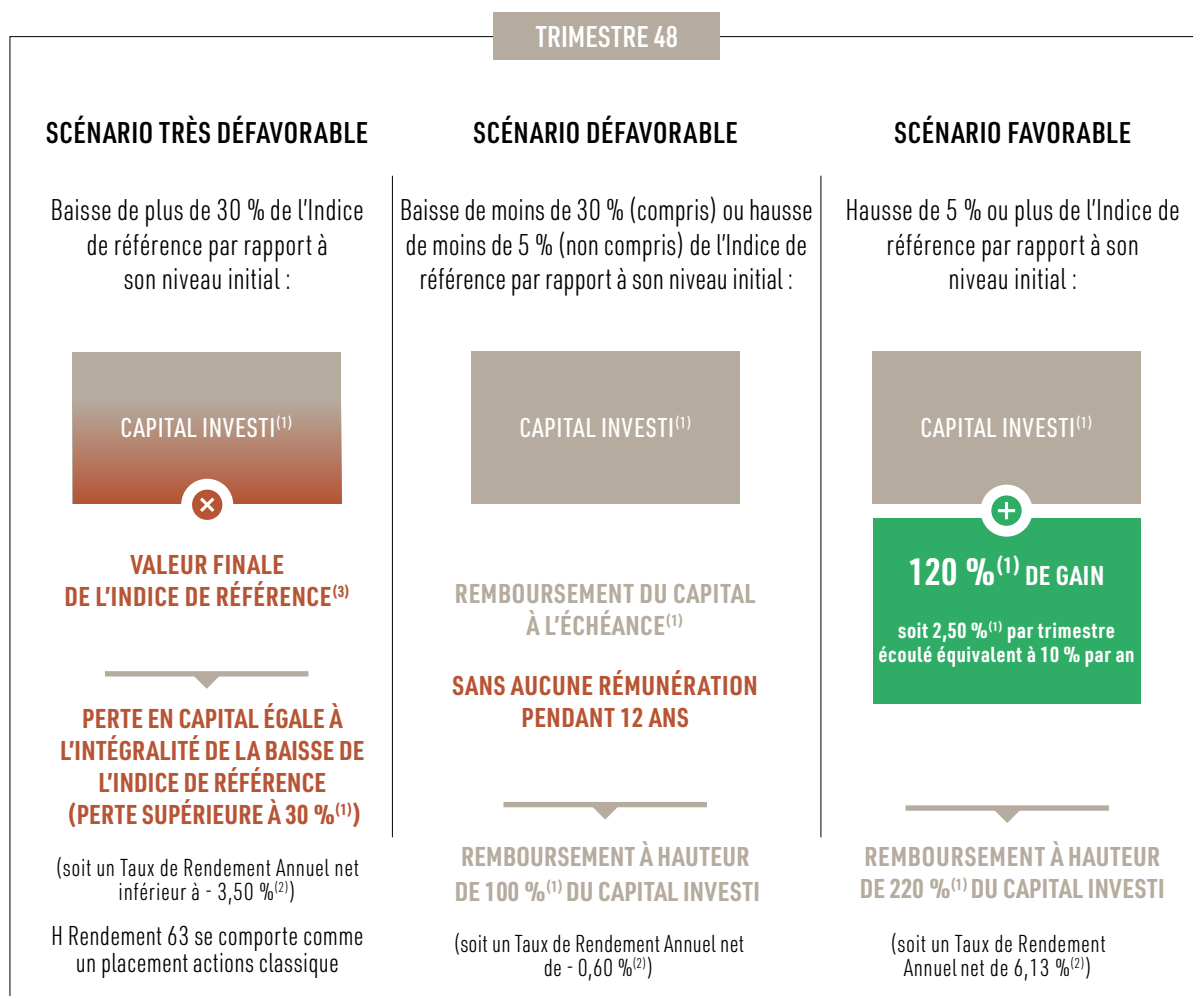 TRIMESTRE 48
SCÉNARIO TRÈS DÉFAVORABLE
Baisse de plus de 30 % de l'Indice
de référence par rapport à
son niveau initial :
CAPITAL INVESTI(1)
VALEUR FINALE
DE L'INDICE DE RÉFÉRENCE(3)
PERTE EN CAPITAL ÉGALE À
L'INTÉGRALITÉ DE LA BAISSE DE
L'INDICE DE RÉFÉRENCE
(PERTE SUPÉRIEURE À 30 %(1))
(soit un Taux de Rendement Annuel net
inférieur à - 3,50 %(2))
H Rendement 63 se comporte comme
un placement actions classique
SCÉNARIO DÉFAVORABLE
Baisse de moins de 30 % (compris) ou hausse
de moins de 5 % (non compris) de l'Indice de
référence par rapport à son niveau initial :
CAPITAL INVESTI(1)
REMBOURSEMENT DU CAPITAL
À L'ÉCHÉANCE(1)
SANS AUCUNE RÉMUNÉRATION
PENDANT 12 ANS
REMBOURSEMENT À HAUTEUR
DE 100 %(1) DU CAPITAL INVESTI
(soit un Taux de Rendement Annuel net
de - 0,60 %(2))
SCÉNARIO FAVORABLE
Hausse de 5 % ou plus de l'Indice de
référence par rapport à son
niveau initial :
CAPITAL INVESTI(1)
120 %(1) DE GAIN
soit 2,50 %(1) par trimestre
écoulé équivalent à 10 % par an
REMBOURSEMENT À HAUTEUR
DE 220 %(1) DU CAPITAL INVESTI
(soit un Taux de Rendement
Annuel net de 6,13 %(2))